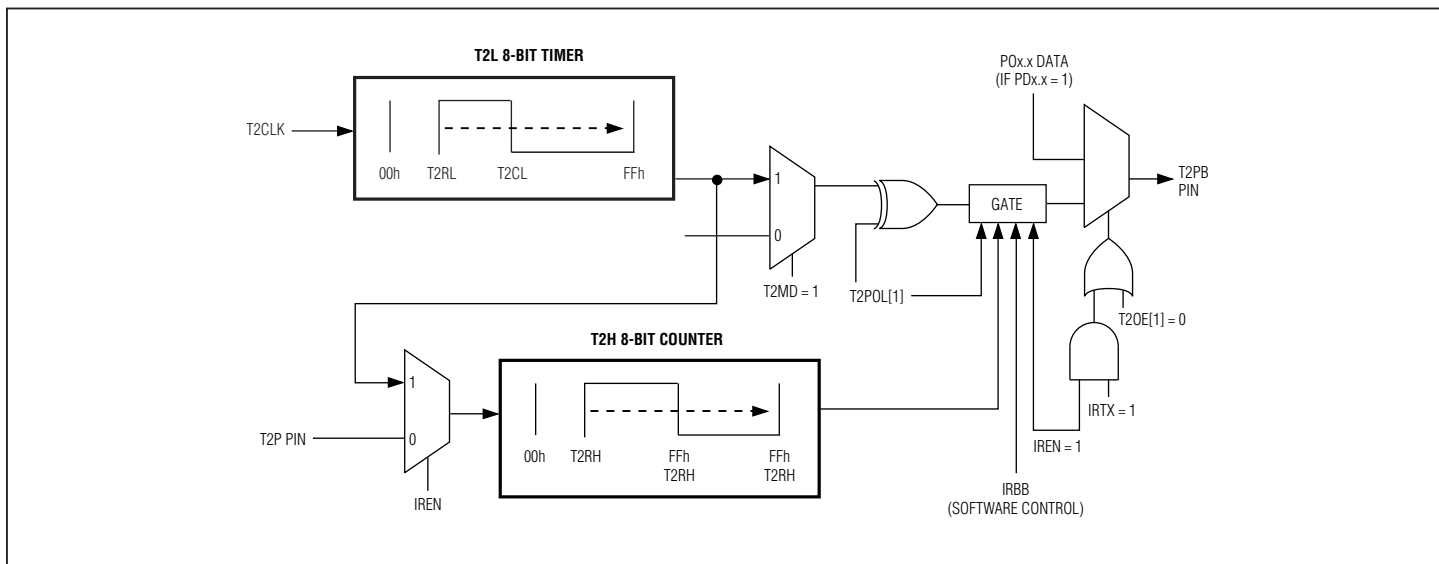 T2L 8-BIT TIMER
T2CLK
00h
T2RL
T2CL
FFh
POx.x DATA
(IF PDx.x = 1)
1
0
T2MD = 1
T2POL[1]
GATE
T2PB
PIN
T2OE[1] = 0
IRTX = 1
IREN = 1
IRBB
(SOFTWARE CONTROL)
T2H 8-BIT COUNTER
1
0
T2P PIN
IREN
00h
T2RH
FFh
T2RH
FFh
T2RH